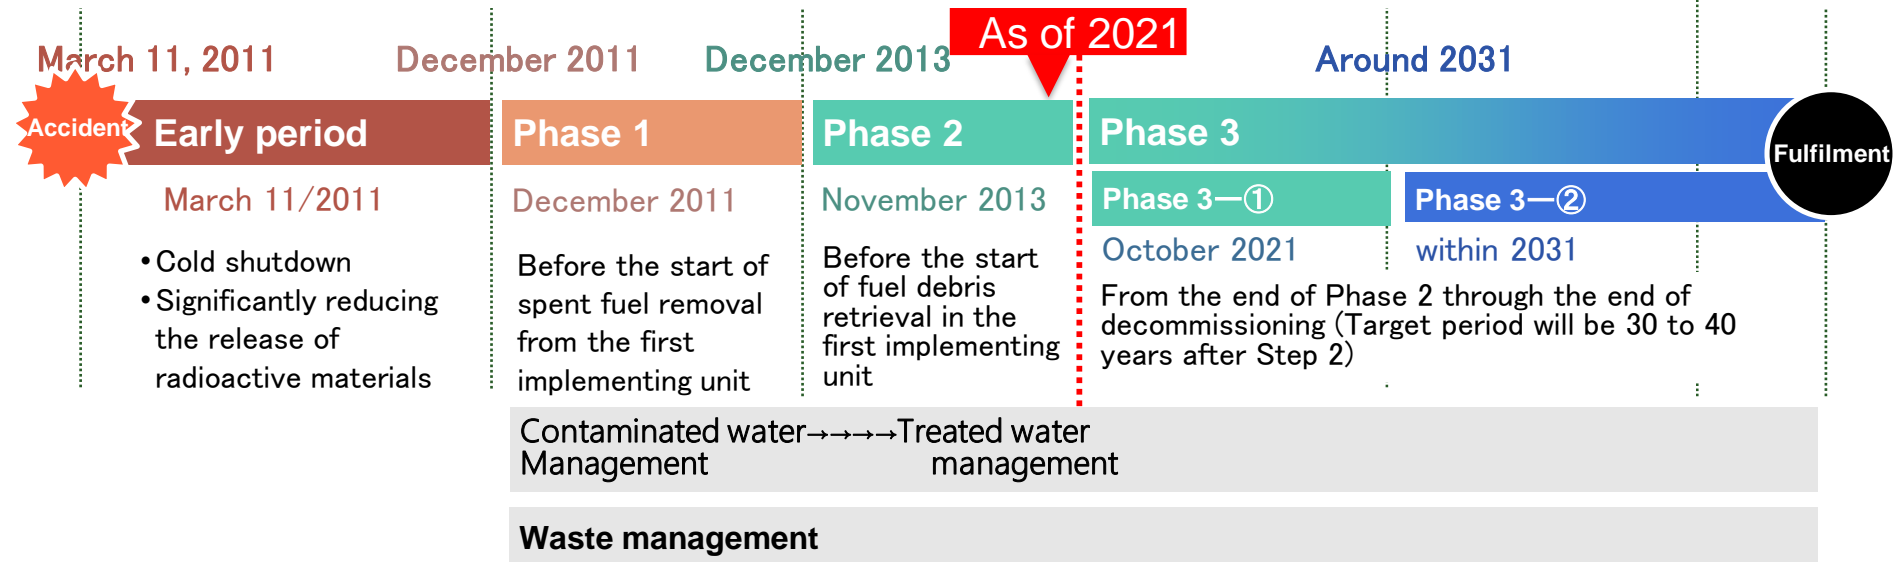 As of 2021
March 11, 2011
December 2011
December 2013
Around 2031
Accident
Early period
Phase 1
Phase 2
Phase 3
Fulfilment
March 11/2011
• Cold shutdown
• Significantly reducing
the release of
radioactive materials
December 2011
Before the start of
spent fuel removal
from the first
implementing unit
November 2013
Before the start
of fuel debris
retrieval in the
first implementing
unit
Phase 3ー①
October 2021
Phase 3ー②
within 2031
From the end of Phase 2 through the end of
decommissioning (Target period will be 30 to 40
years after Step 2)
Contaminated water→→→→Treated water
Management management
Waste management